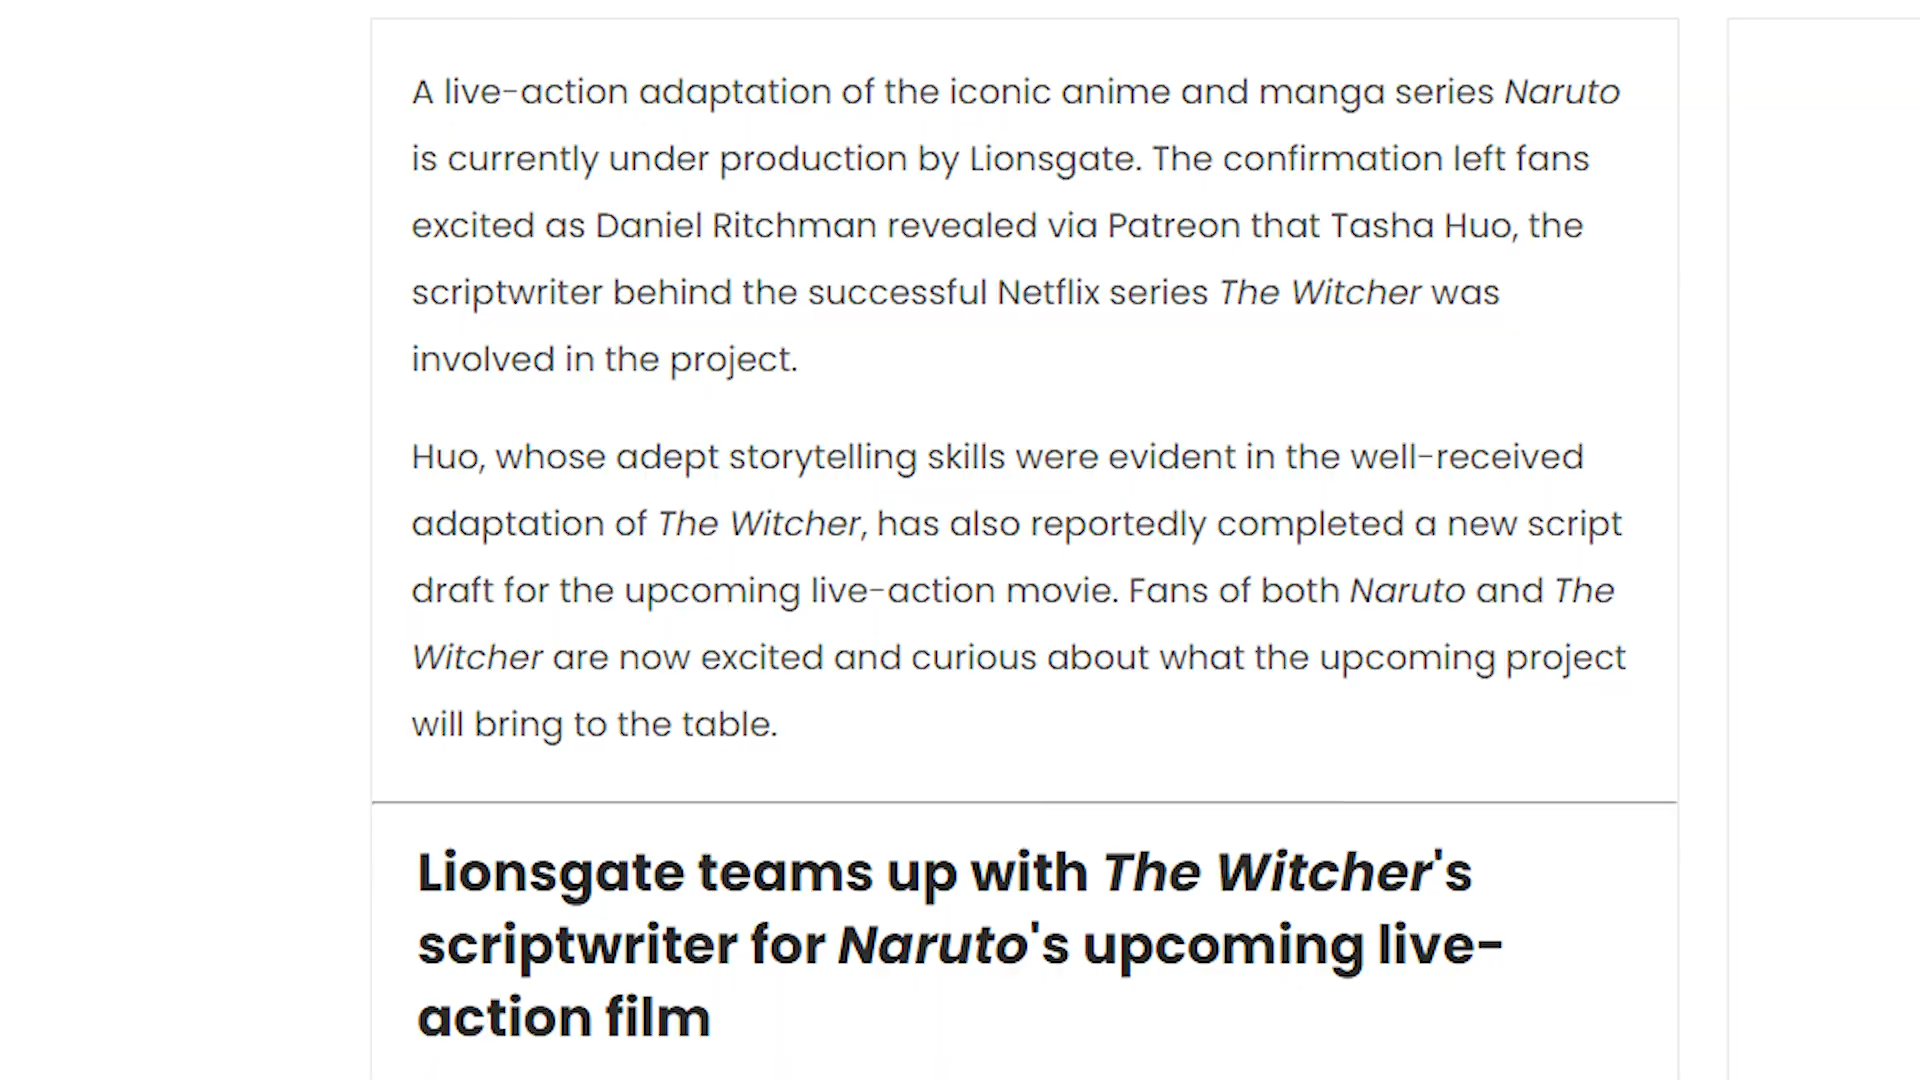 A live-action adaptation of the iconic anime and manga series Naruto
is currently under production by Lionsgate. The confirmation left fans
excited as Daniel Ritchman revealed via Patreon that Tasha Huo, the
scriptwriter behind the successful Netflix series The Witcher was
involved in the project.
Huo, whose adept storytelling skills were evident in the well-received
adaptation of The Witcher, has also reportedly completed a new script
draft for the upcoming live-action movie. Fans of both Naruto and The
Witcher are now excited and curious about what the upcoming project
will bring to the table.
Lionsgate teams up with The Witcher's
scriptwriter for Naruto's upcoming live-
action film